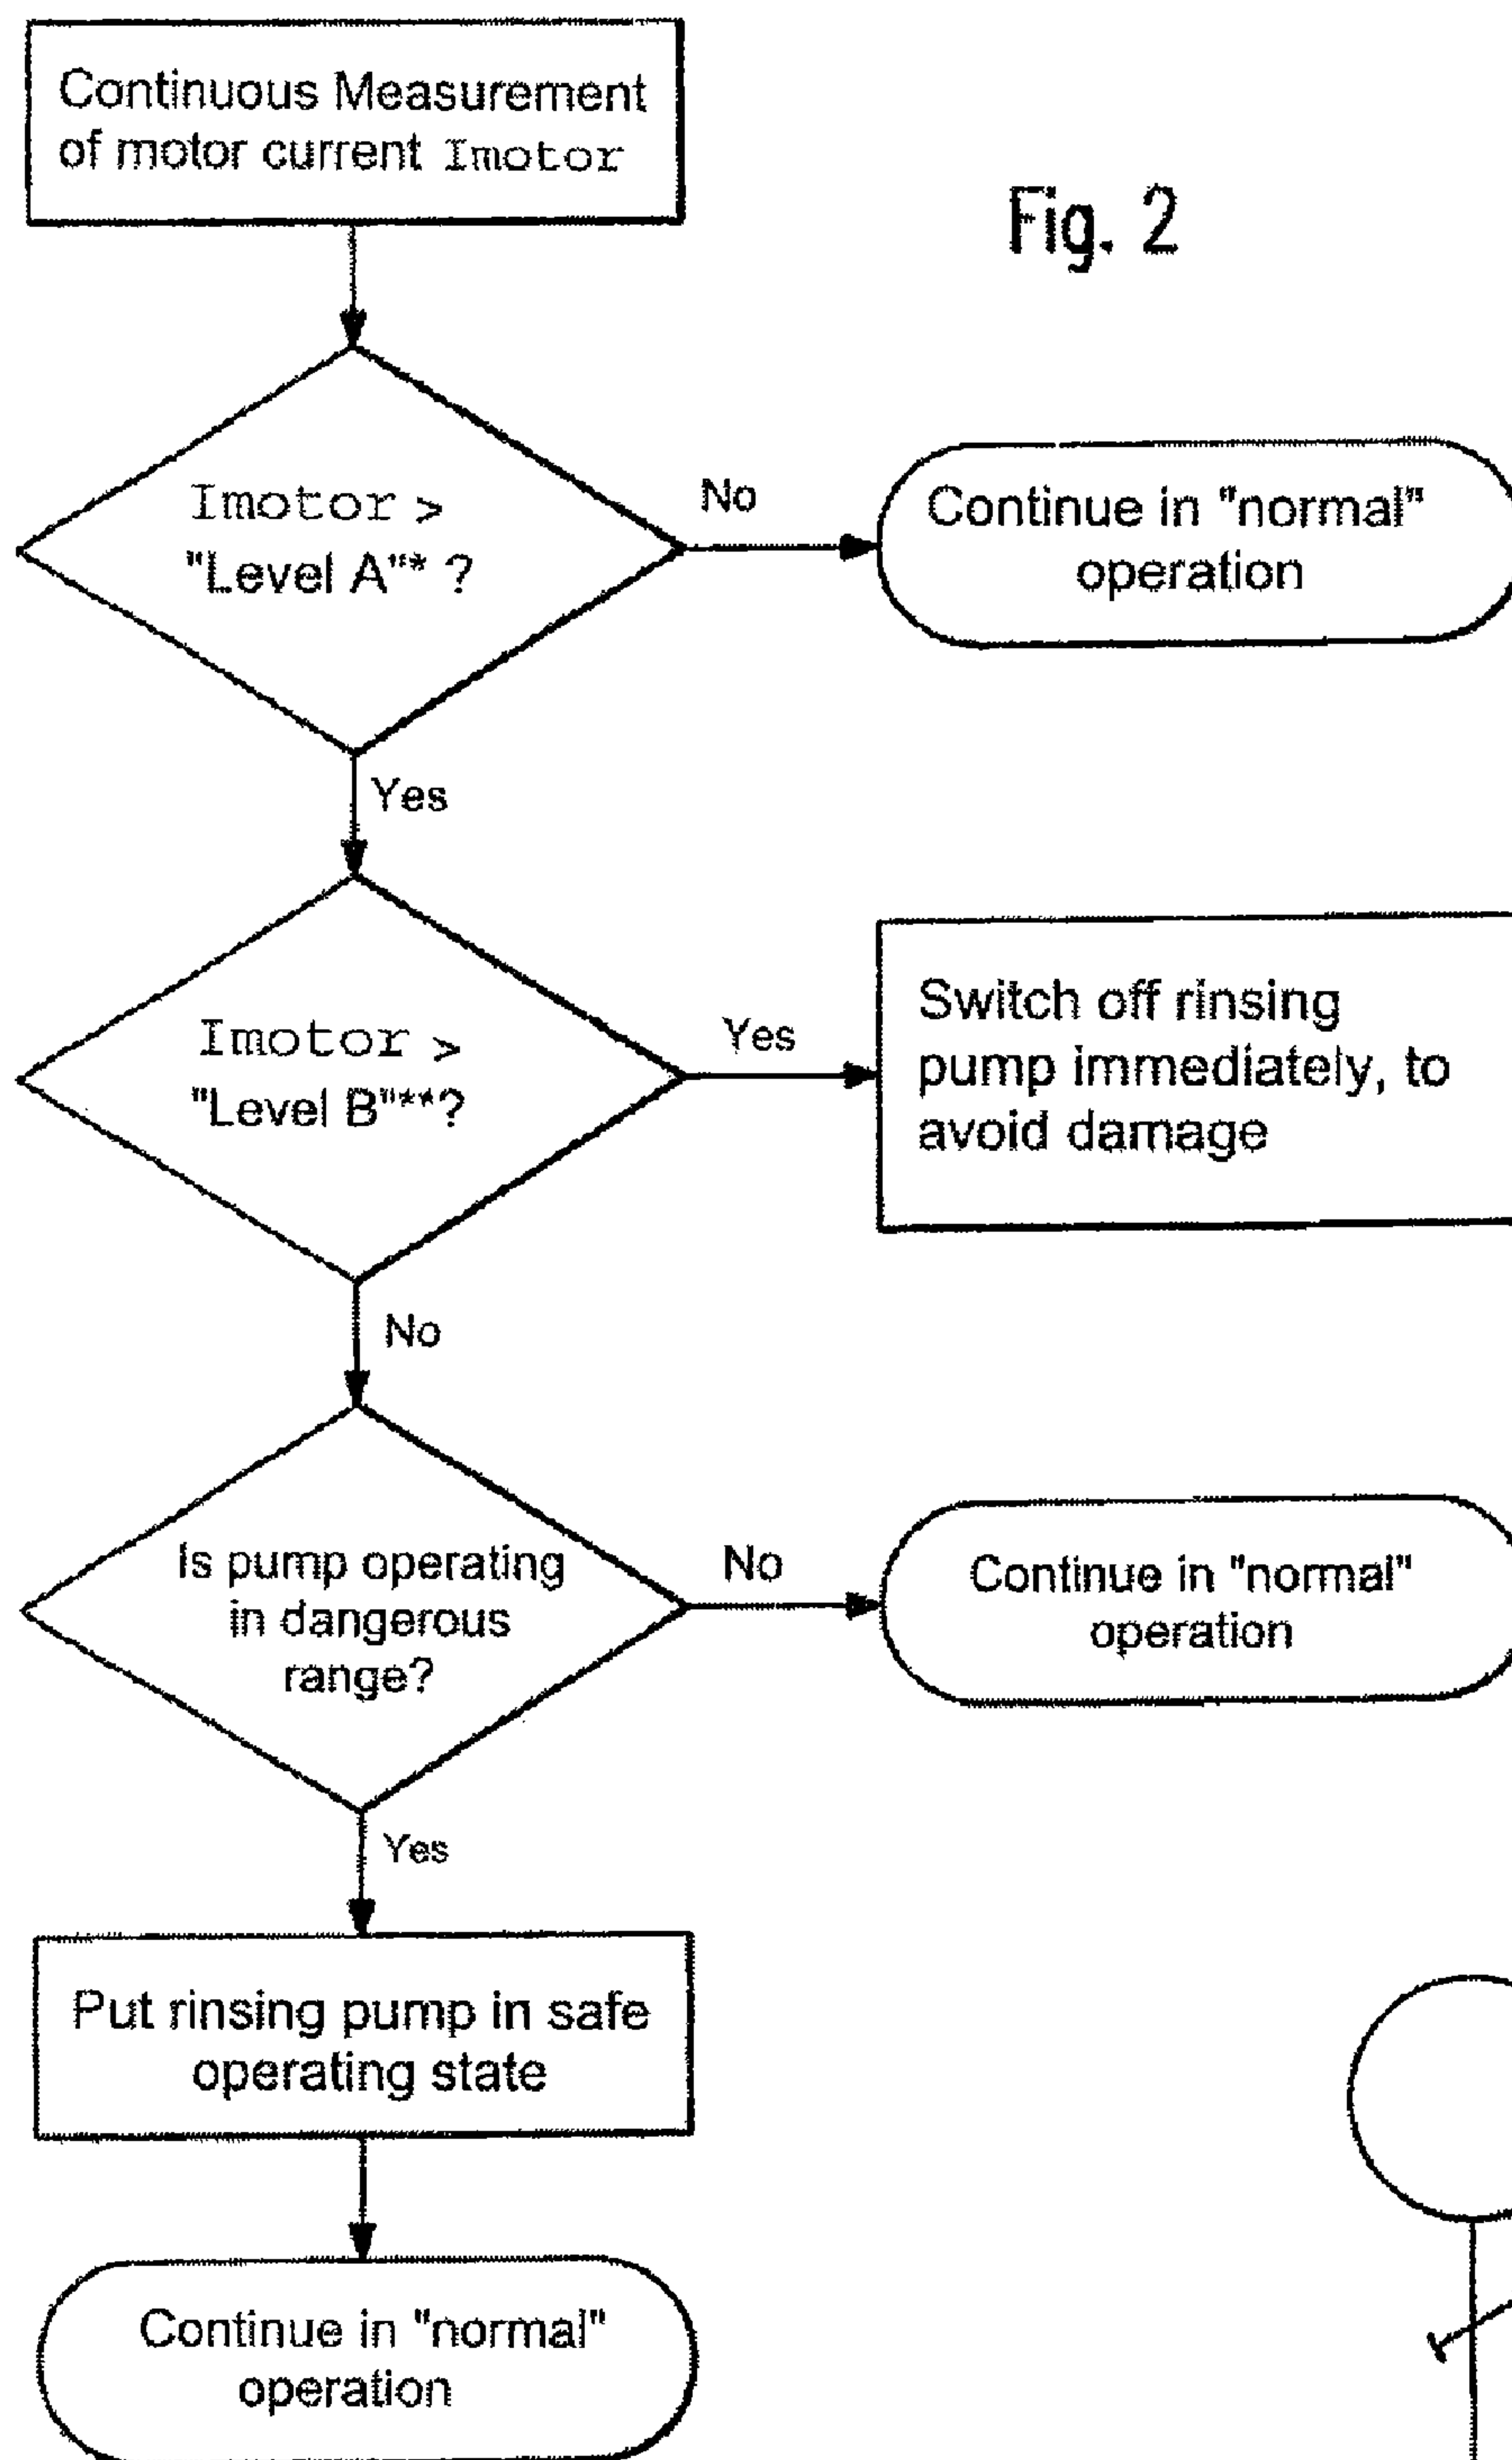 Continuous Measurement
of motor current Imotor
Fig. 2
Imotor >
"Level A"* ?
No
Continue in "normal"
operation
Yes
Imotor >
"Level B"**?
Yes
Switch off rinsing
pump immediately, to
avoid damage
No
Is pump operating
in dangerous
range?
No
Continue in "normal"
operation
Yes
Put rinsing pump in safe
operating state
Continue in "normal"
operation